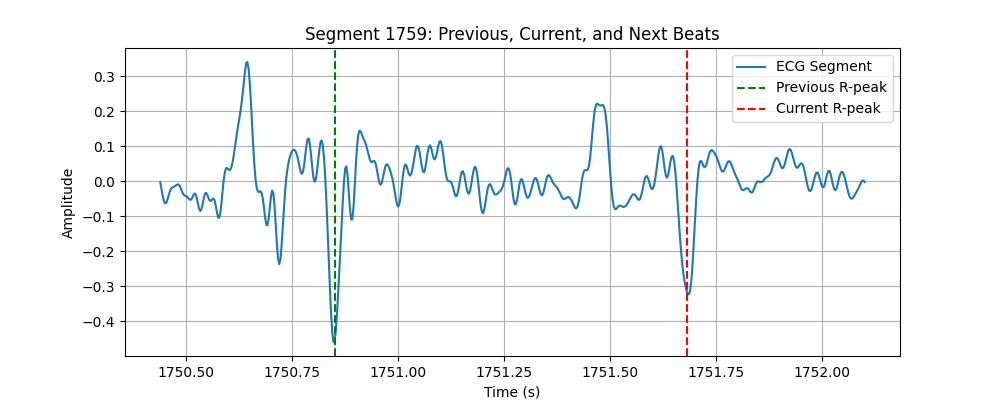 Segment 1759: Previous, Current, and Next Beats
ECG Segment
Previous R-peak
Current R-peak
Amplitude
0.3
0.2
0.1
0.0
−0.1
−0.2
−0.3
−0.4
1750.50 1750.75 1751.00 1751.25 1751.50 1751.75 1752.00
Time (s)